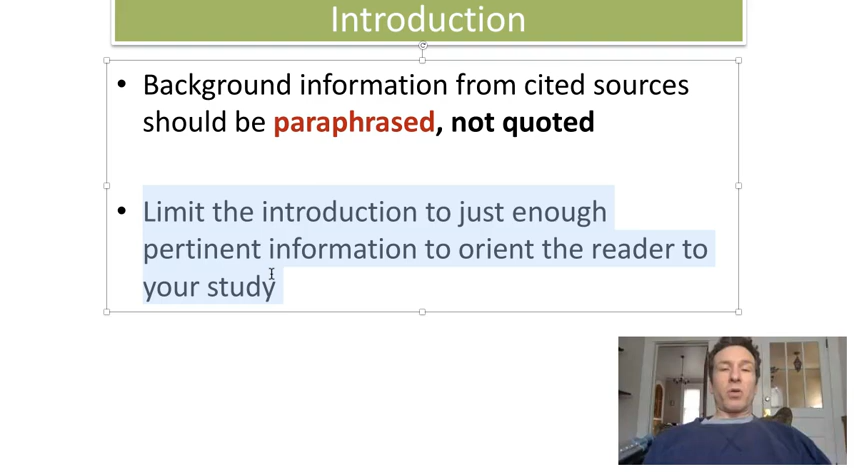 Introduction
• Background information from cited sources
should be paraphrased, not quoted
• Limit the introduction to just enough
pertinent information to orient the reader to
your study